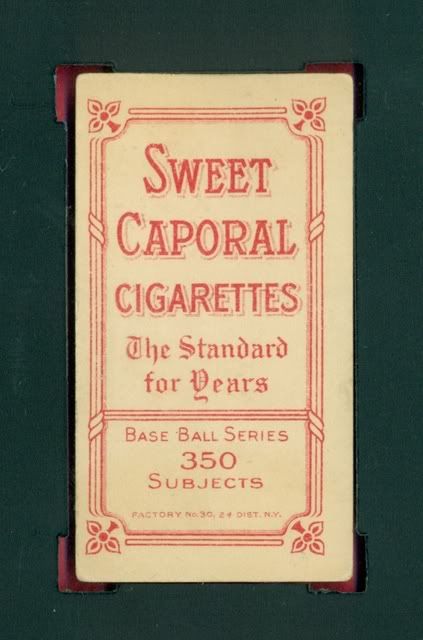 SWEET
CAPORAL
CIGARETTES
The Standard
for Years
BASE BALL SERIES
350
SUBJECTS
FACTORY No. 30, 2d DIST. N.Y.